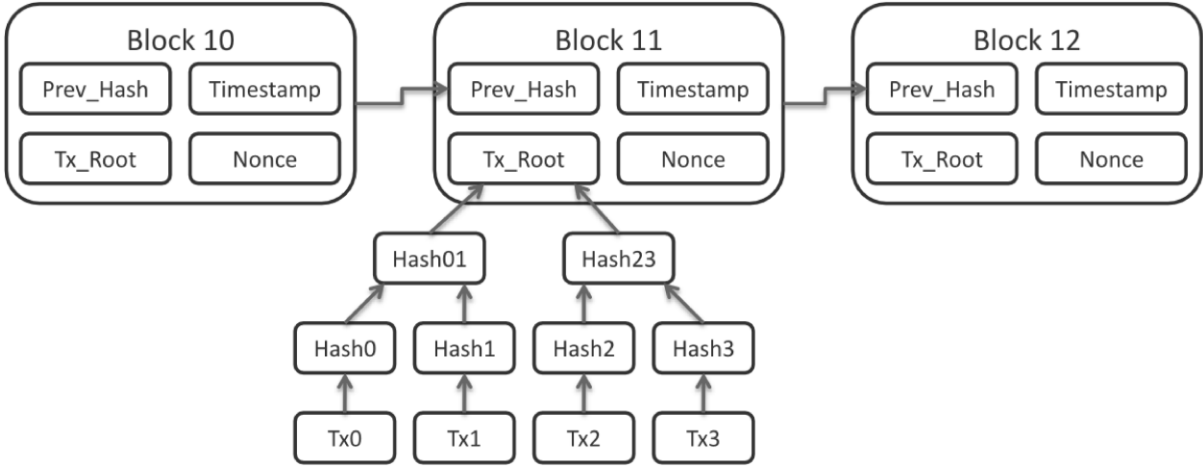 Block 10 Block 11 Block 12
Prev_Hash Timestamp Prev_Hash Timestamp Prev_Hash Timestamp
Tx_Root Nonce Tx_Root Nonce Tx_Root Nonce
Hash01 Hash23
Hash0 Hash1 Hash2 Hash3
Tx0 Tx1 Tx2 Tx3